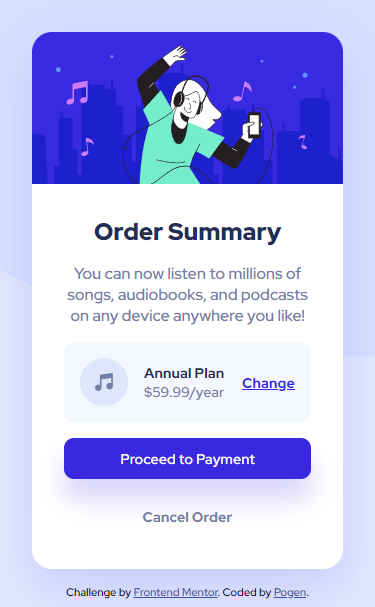 Order Summary
You can now listen to millions of
songs, audiobooks, and podcasts
on any device anywhere you like!
Annual Plan
$59.99/year
Change
Proceed to Payment
Cancel Order
Challenge by Frontend Mentor. Coded by Pogen.